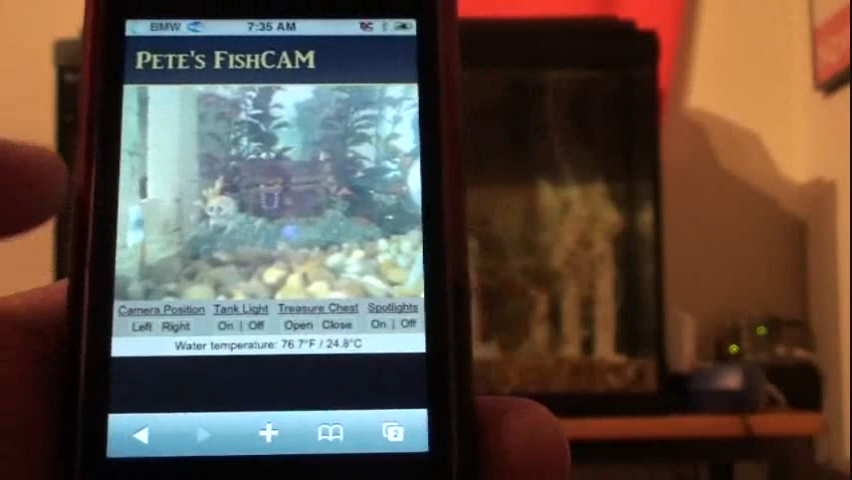 BMW 7:35 AM
PETE'S FISHCAM
Camera Position Tank Light Treasure Chest Spotlights
Left Right On | Off Open Close On | Off
Water temperature: 76.7°F / 24.8°C
2